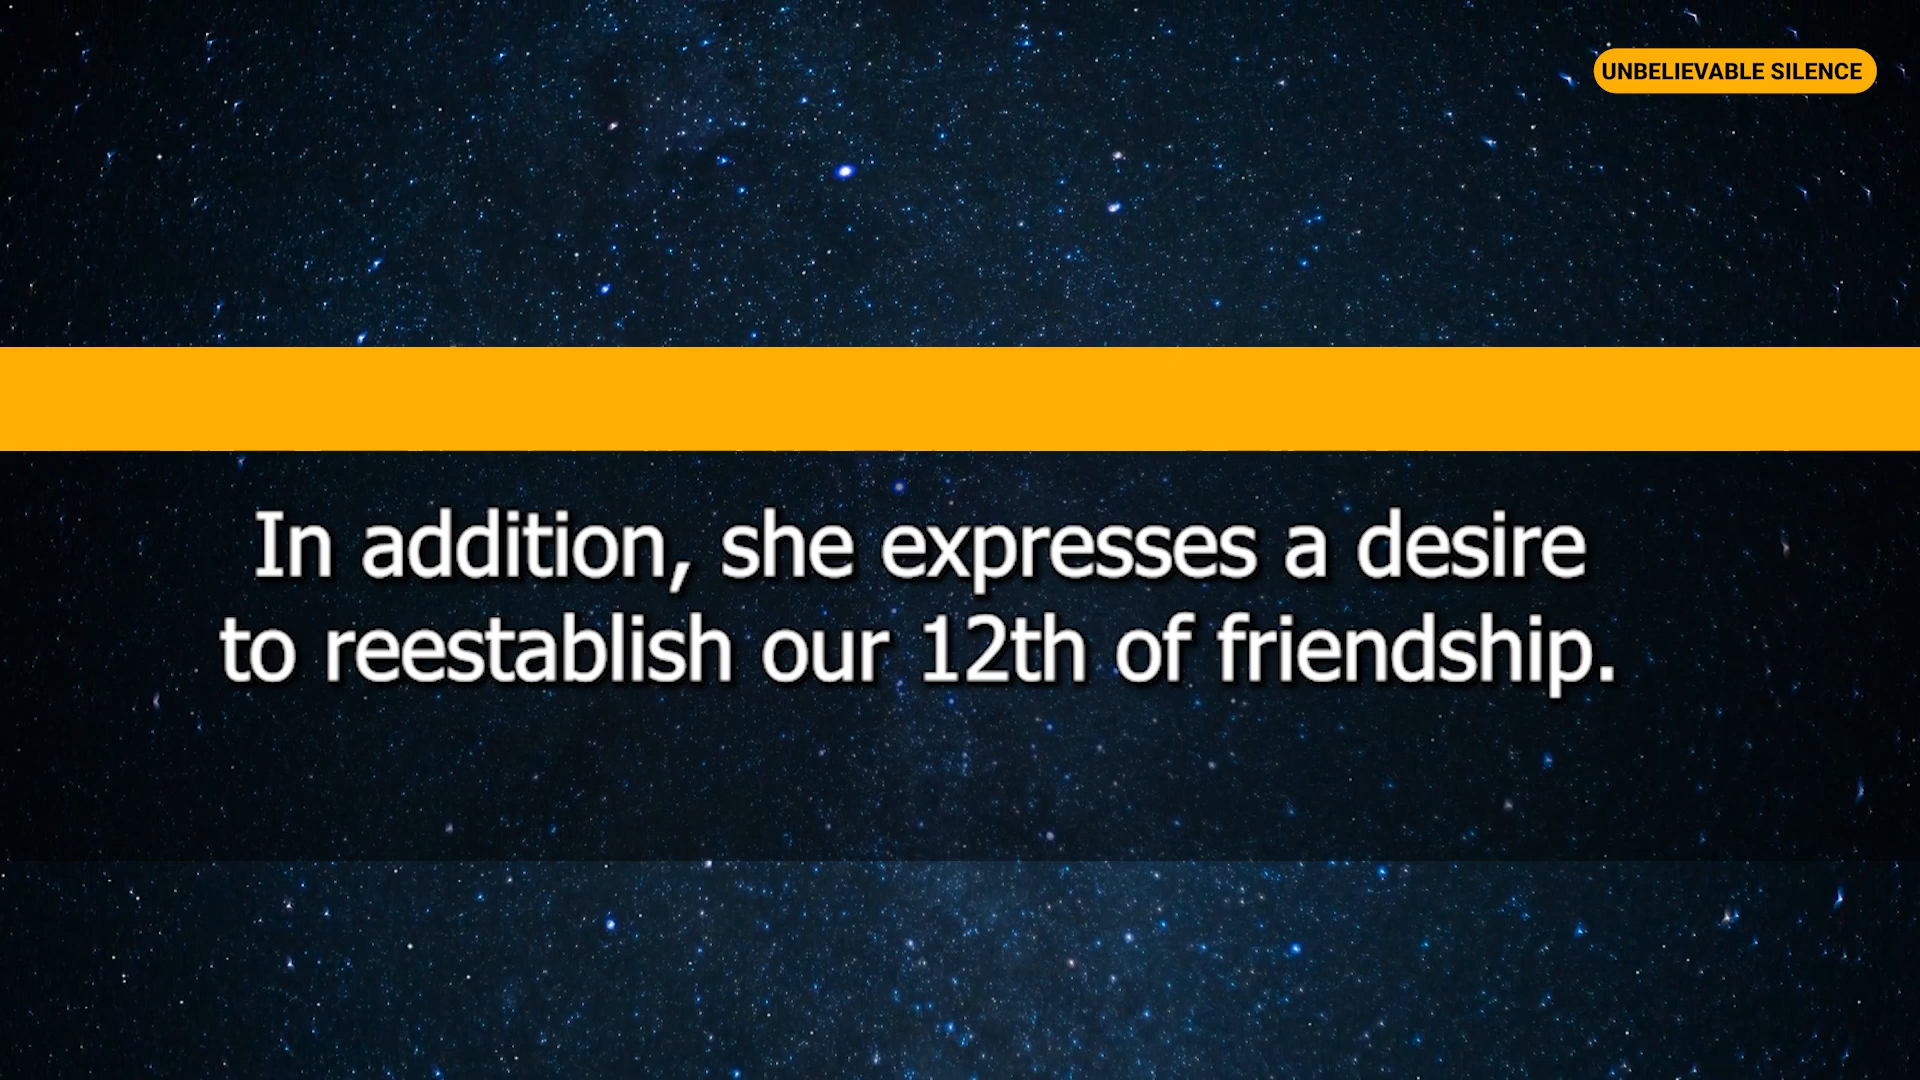 UNBELIEVABLE SILENCE
In addition, she expresses a desire
to reestablish our 12th of friendship.